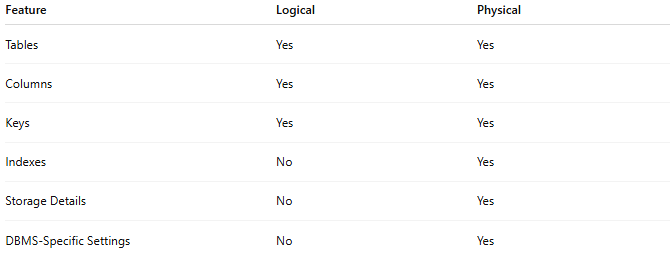 Feature Logical Physical
Tables Yes Yes
Columns Yes Yes
Keys Yes Yes
Indexes No Yes
Storage Details No Yes
DBMS-Specific Settings No Yes